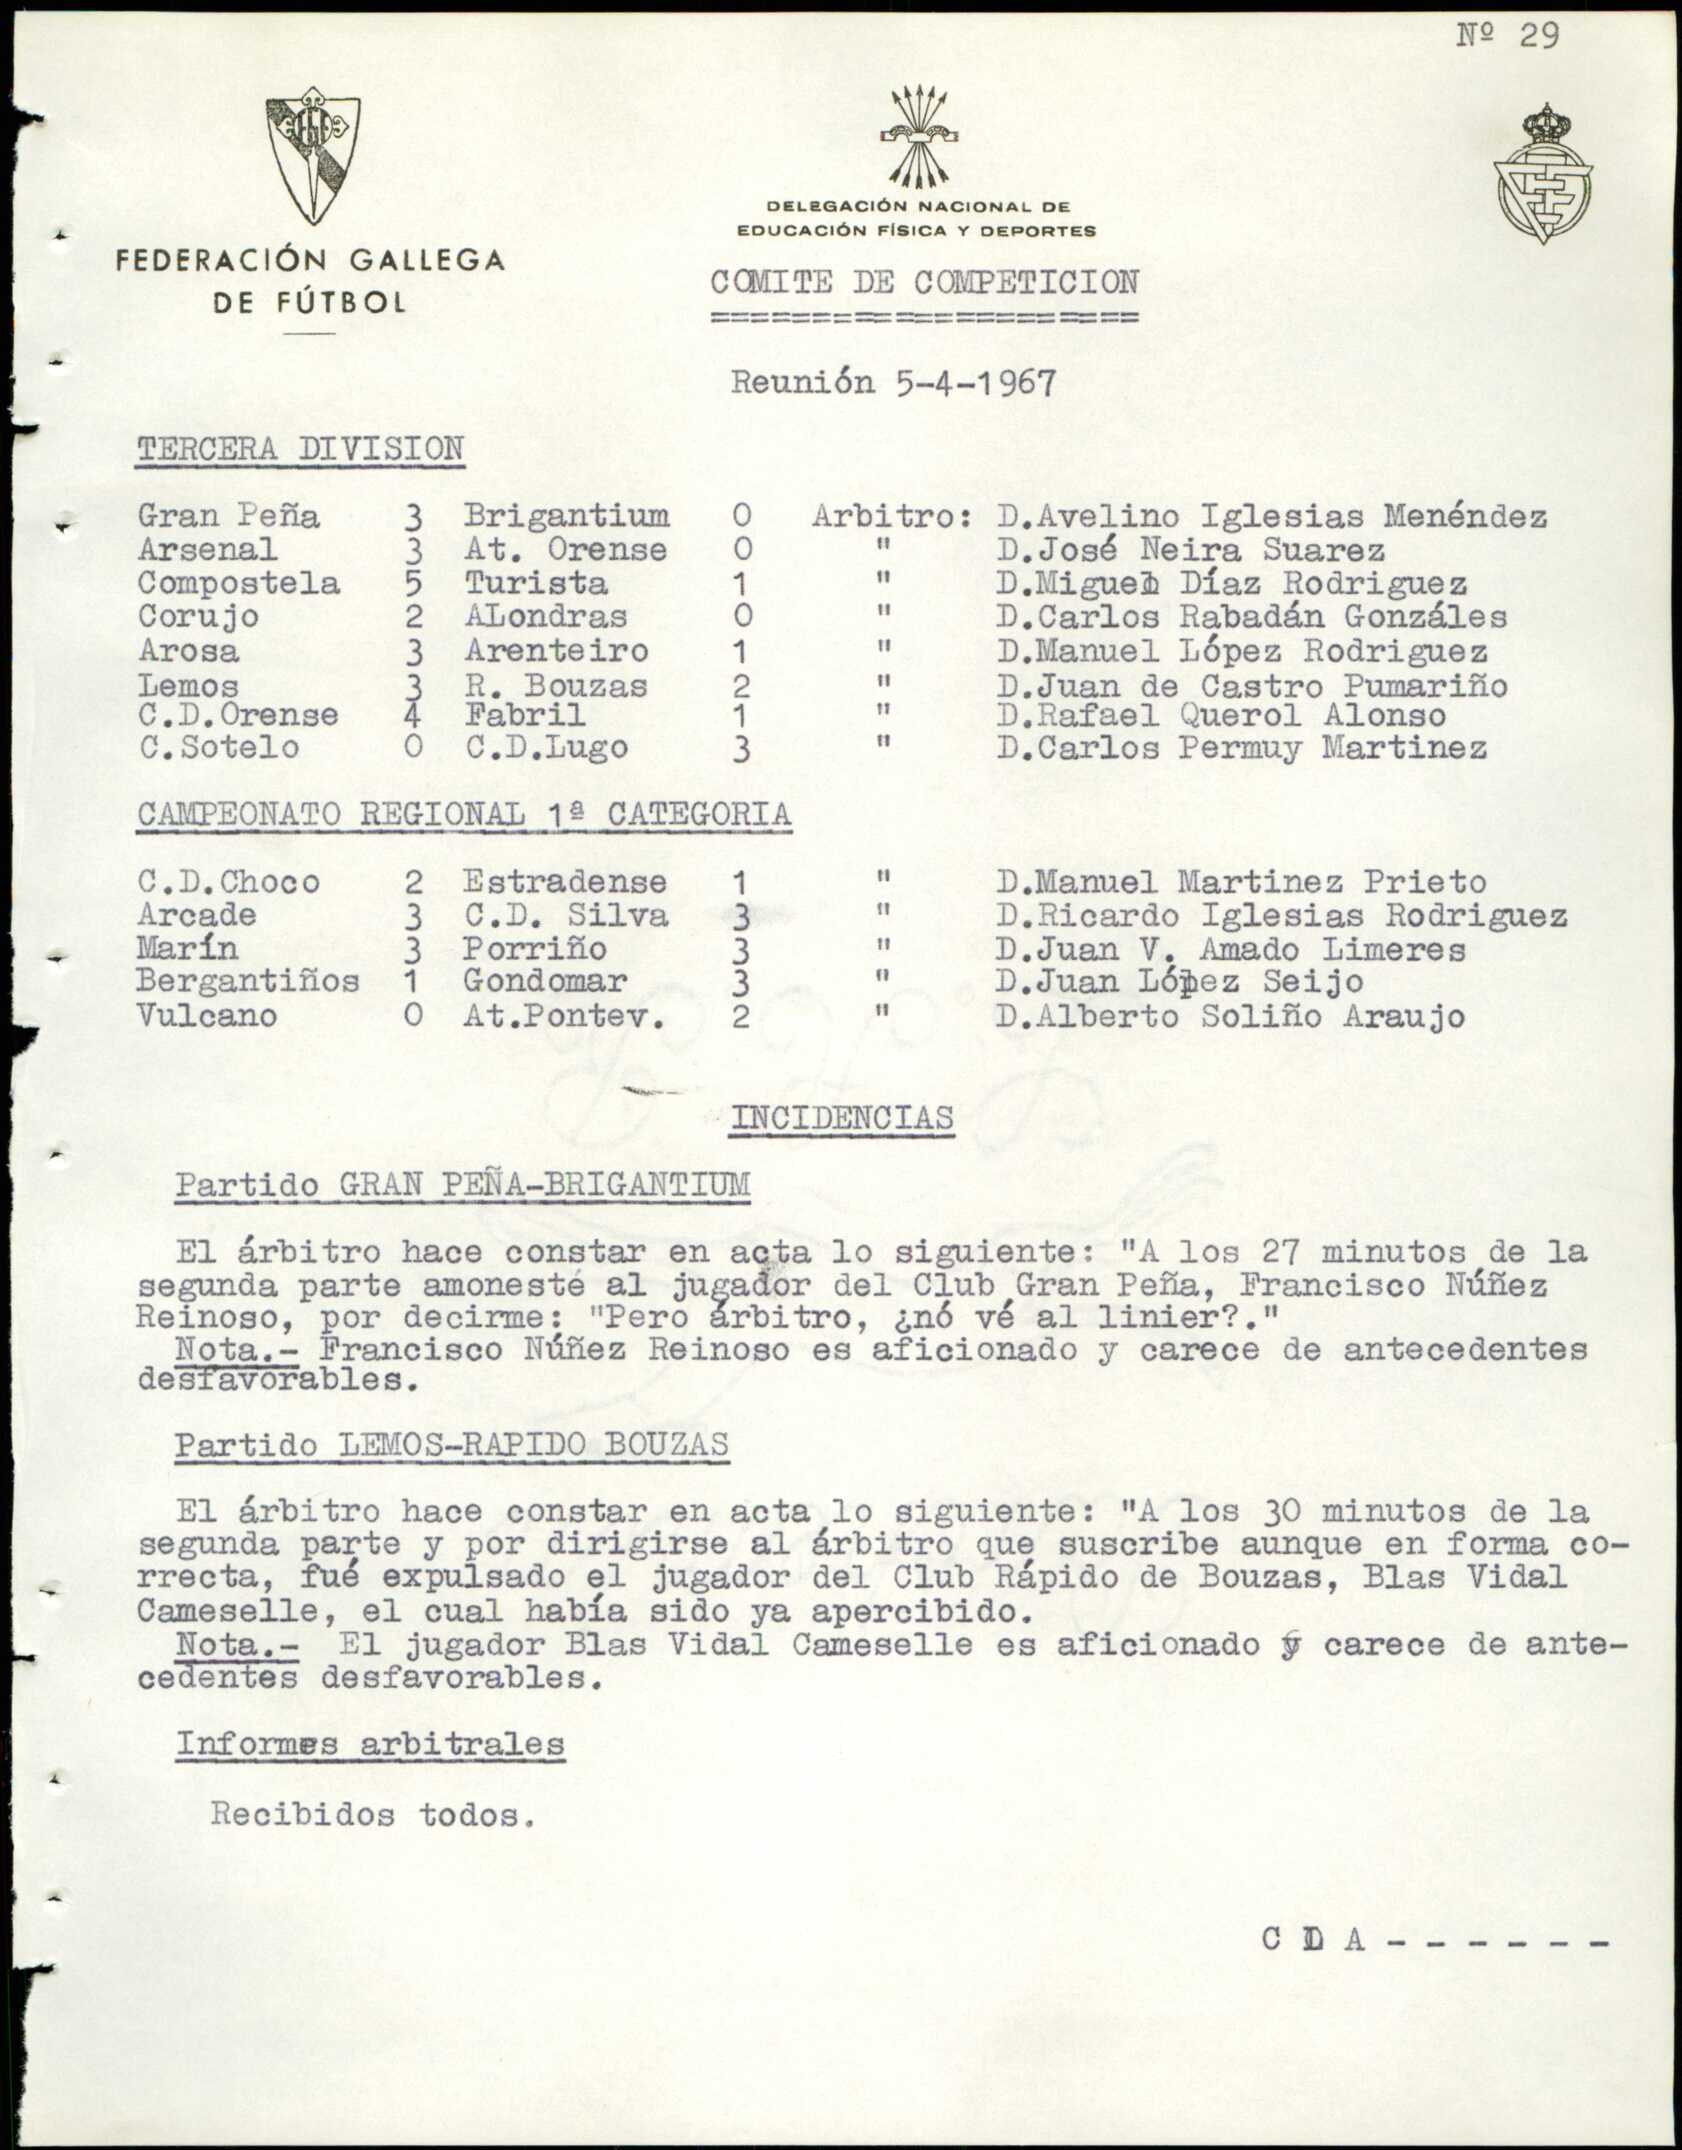 Nº 29
FEDERACIÓN GALLEGA
DE FÚTBOL
DELEGACIÓN NACIONAL DE
EDUCACIÓN FÍSICA Y DEPORTES
COMITE DE COMPETICION
=====================
Reunión 5-4-1967
TERCERA DIVISION
Gran Peña 3 Brigantium 0 Arbitro: D.Avelino Iglesias Menéndez
Arsenal 3 At. Orense 0 " D.José Neira Suarez
Compostela 5 Turista 1 " D.Miguel Díaz Rodriguez
Corujo 2 ALondras 0 " D.Carlos Rabadán Gonzáles
Arosa 3 Arenteiro 1 " D.Manuel López Rodriguez
Lemos 3 R. Bouzas 2 " D.Juan de Castro Pumariño
C.D.Orense 4 Fabril 1 " D.Rafael Querol Alonso
C.Sotelo 0 C.D.Lugo 3 " D.Carlos Permuy Martinez
CAMPEONATO REGIONAL 1ª CATEGORIA
C.D.Choco 2 Estradense 1 " D.Manuel Martinez Prieto
Arcade 3 C.D. Silva 3 " D.Ricardo Iglesias Rodriguez
Marín 3 Porriño 3 " D.Juan V. Amado Limeres
Bergantiños 1 Gondomar 3 " D.Juan López Seijo
Vulcano 0 At.Pontev. 2 " D.Alberto Soliño Araujo
INCIDENCIAS
Partido GRAN PEÑA-BRIGANTIUM
El árbitro hace constar en acta lo siguiente: "A los 27 minutos de la
segunda parte amonesté al jugador del Club Gran Peña, Francisco Núñez
Reinoso, por decirme: "Pero árbitro, ¿nó vé al linier?."
Nota.- Francisco Núñez Reinoso es aficionado y carece de antecedentes
desfavorables.
Partido LEMOS-RAPIDO BOUZAS
El árbitro hace constar en acta lo siguiente: "A los 30 minutos de la
segunda parte y por dirigirse al árbitro que suscribe aunque en forma co-
rrecta, fué expulsado el jugador del Club Rápido de Bouzas, Blas Vidal
Cameselle, el cual había sido ya apercibido.
Nota.- El jugador Blas Vidal Cameselle es aficionado y carece de ante-
cedentes desfavorables.
Informes arbitrales
Recibidos todos.
A - - - - - -